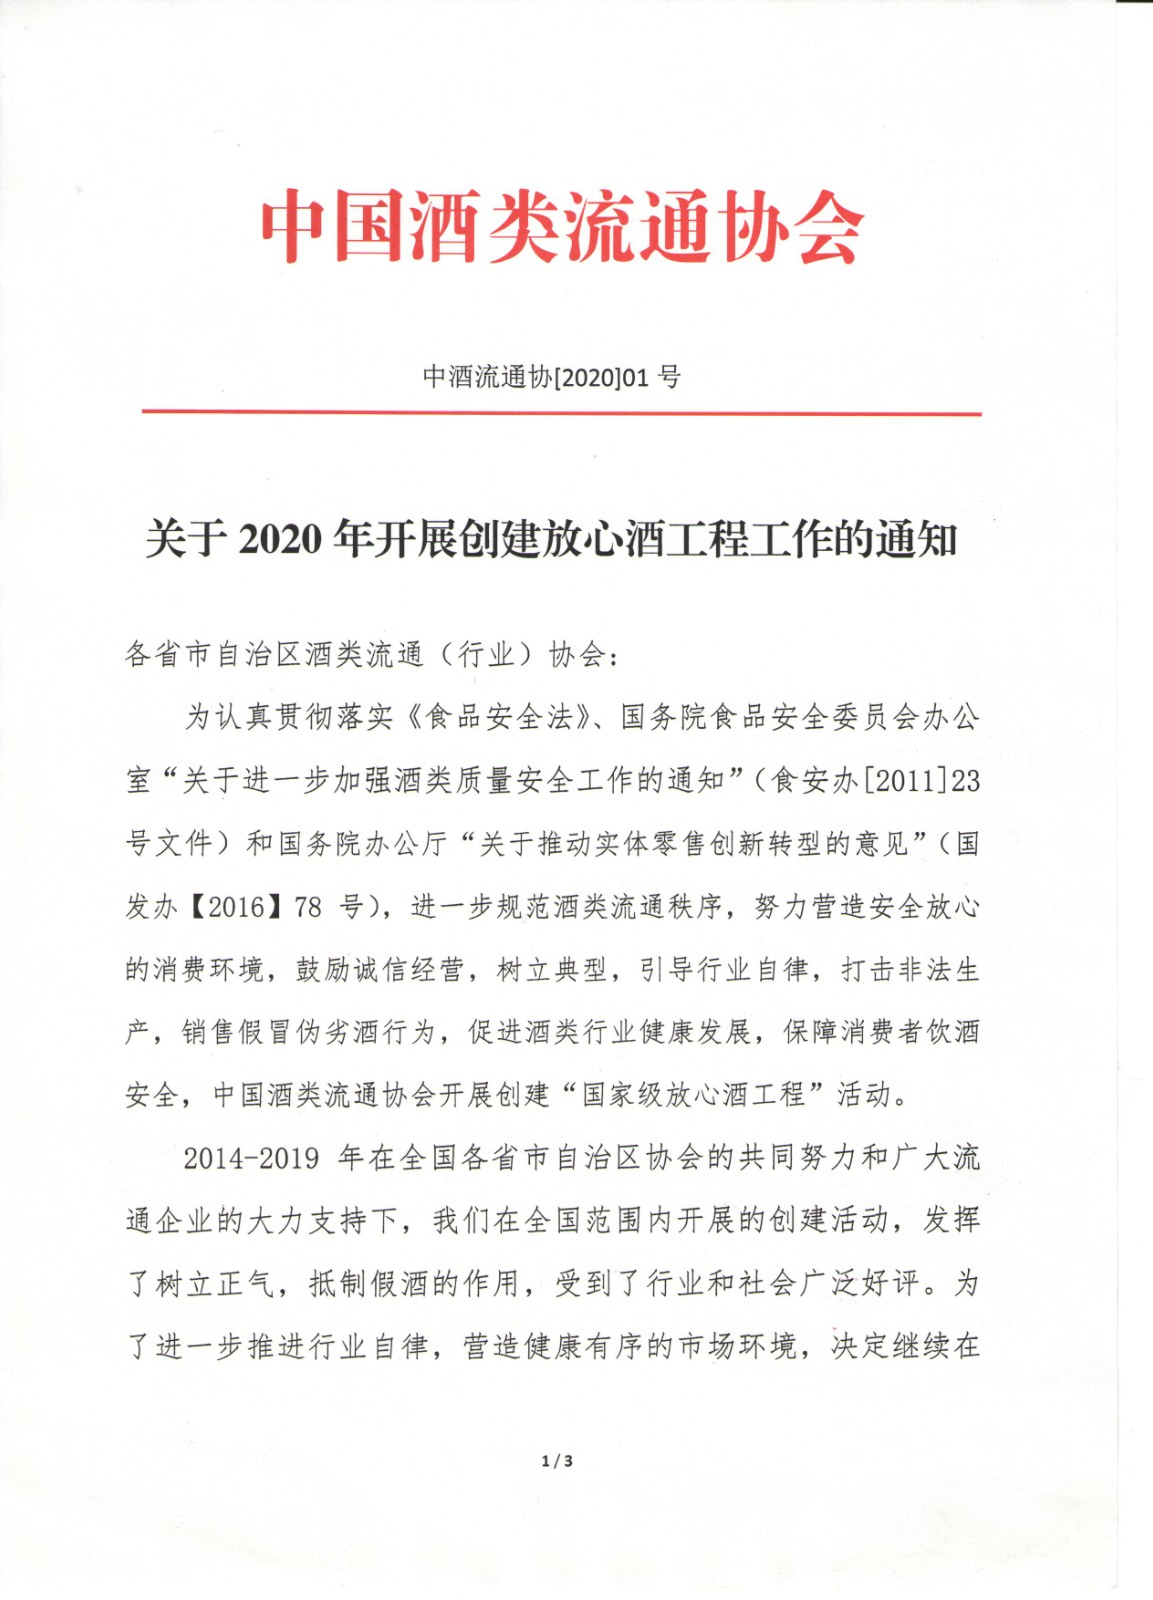 中国酒类流通协会
中酒流通协[2020]01 号
关于 2020 年开展创建放心酒工程工作的通知
各省市自治区酒类流通（行业）协会：
为认真贯彻落实《食品安全法》、国务院食品安全委员会办公
室“关于进一步加强酒类质量安全工作的通知”（食安办[2011]23
号文件）和国务院办公厅“关于推动实体零售创新转型的意见”（国
发办【2016】78 号），进一步规范酒类流通秩序，努力营造安全放心
的消费环境，鼓励诚信经营，树立典型，引导行业自律，打击非法生
产，销售假冒伪劣酒行为，促进酒类行业健康发展，保障消费者饮酒
安全，中国酒类流通协会开展创建“国家级放心酒工程”活动。
2014-2019 年在全国各省市自治区协会的共同努力和广大流
通企业的大力支持下，我们在全国范围内开展的创建活动，发挥
了树立正气，抵制假酒的作用，受到了行业和社会广泛好评。为
了进一步推进行业自律，营造健康有序的市场环境，决定继续在
1 / 3